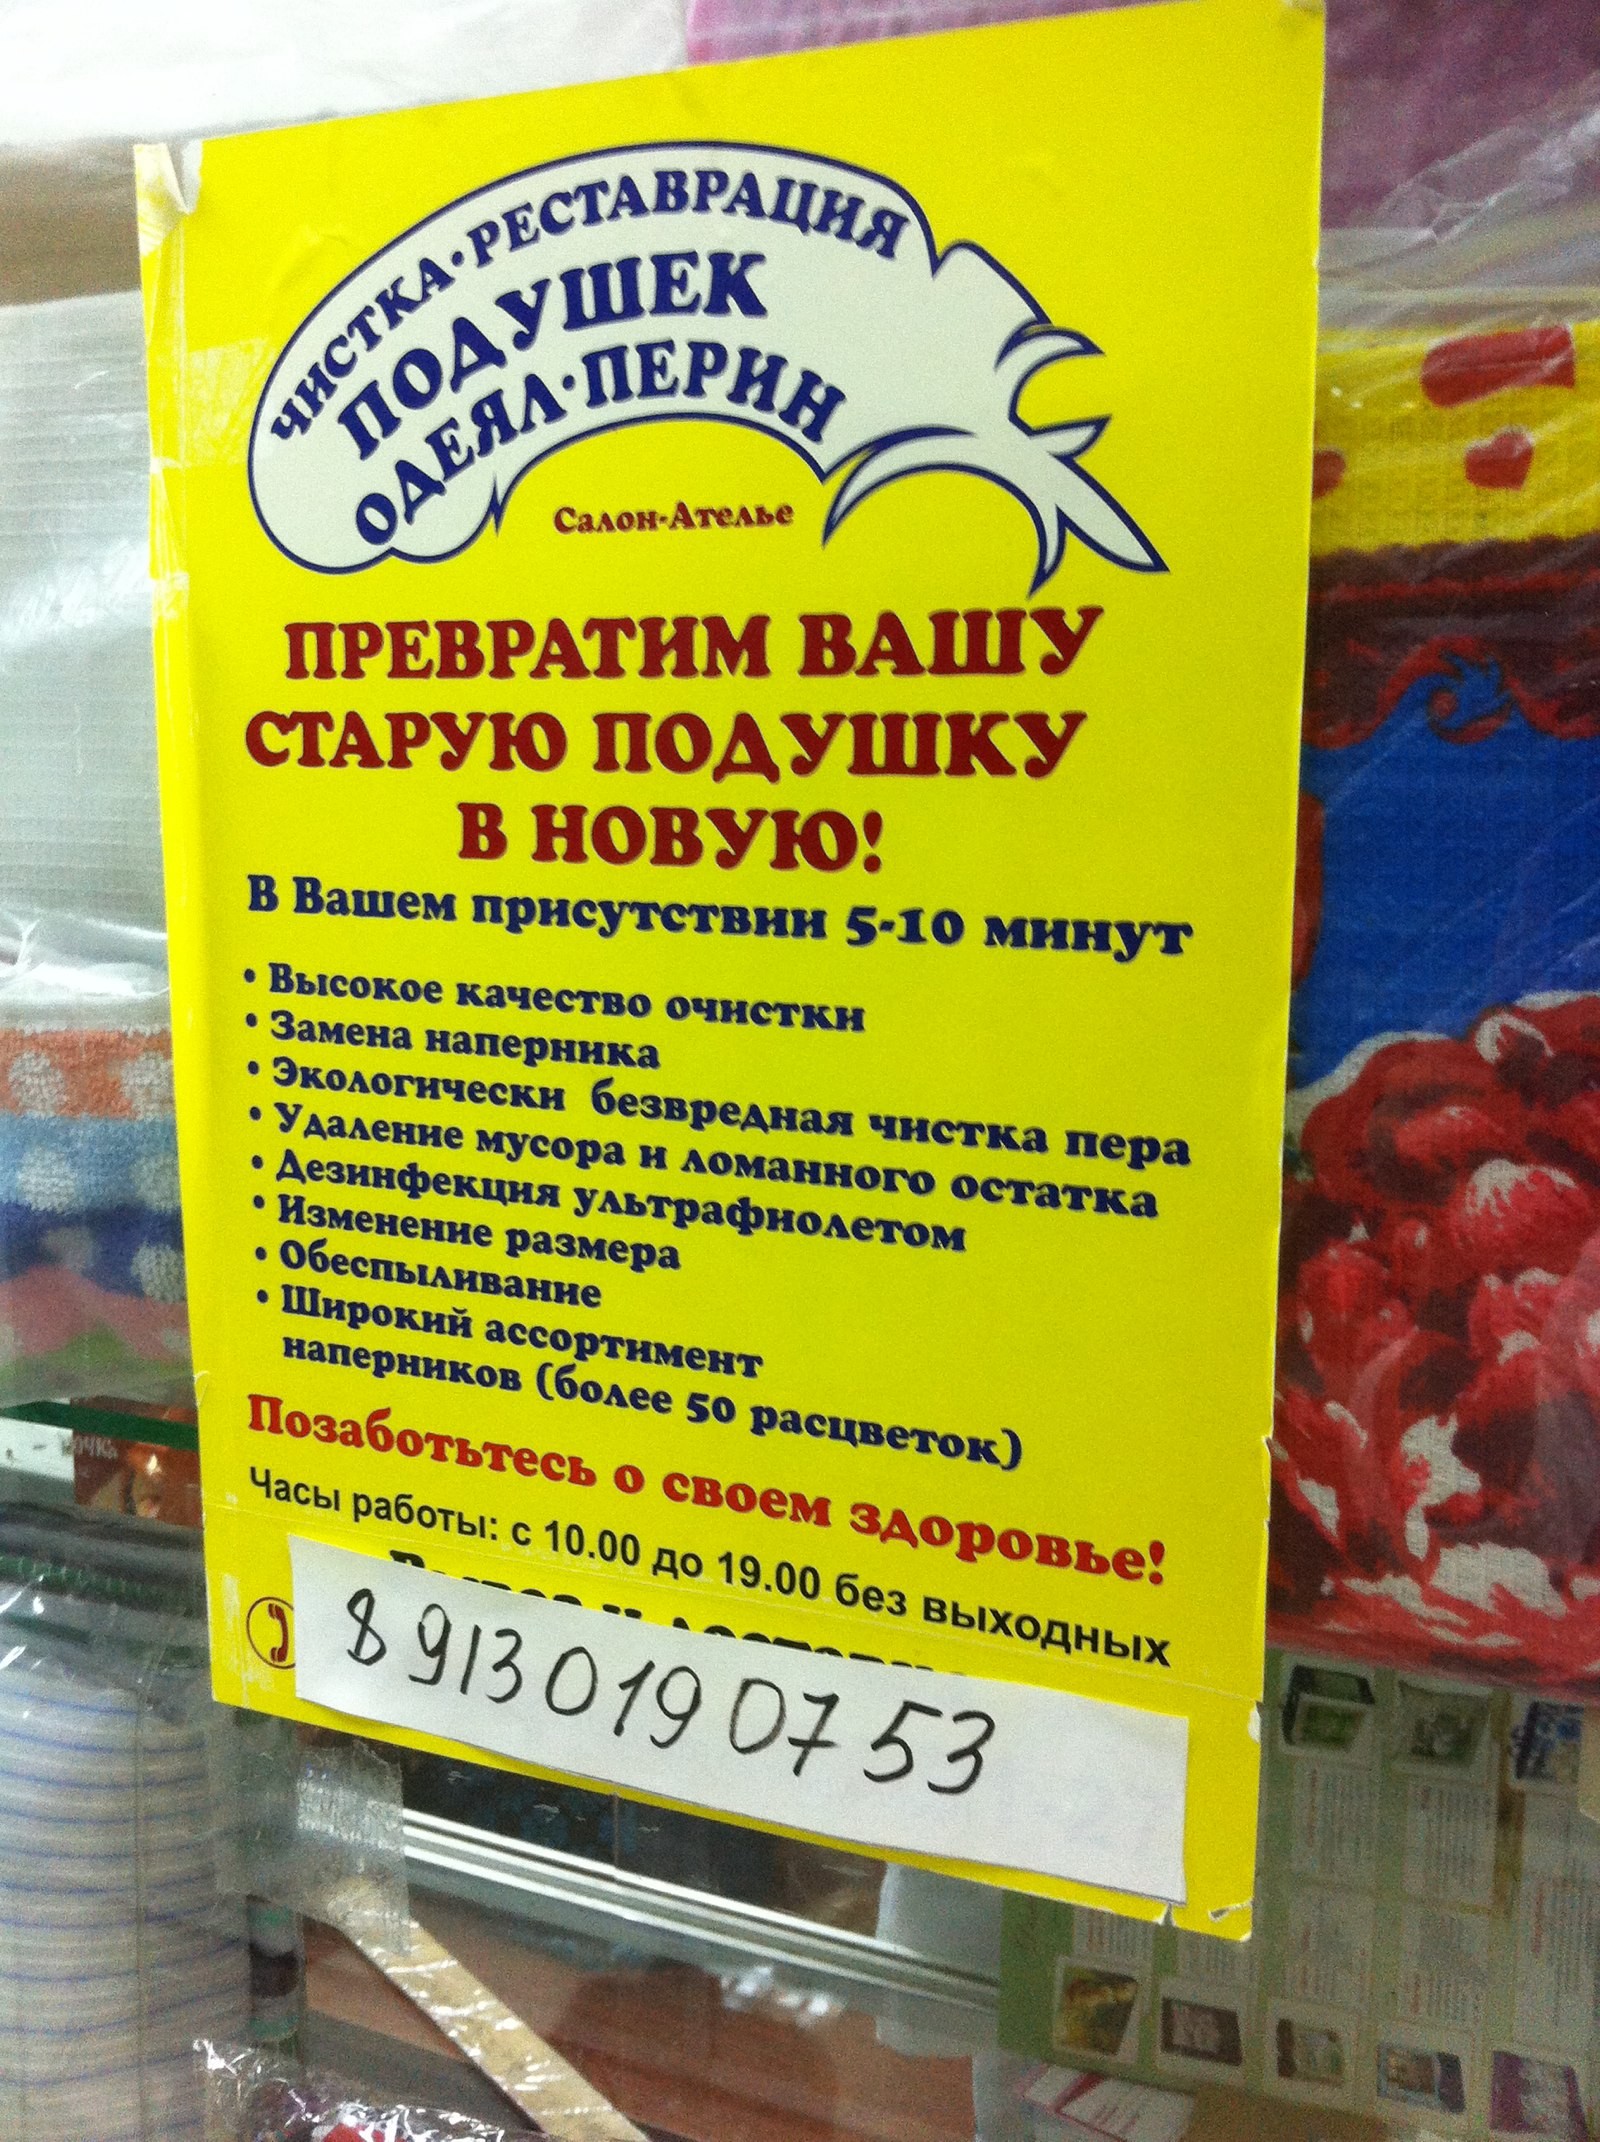 ЧИСТКА·РЕСТАВРАЦИЯ
ПОДУШЕК
ОДЕЯЛ·ПЕРИН
Салон-Ателье
ПРЕВРАТИМ ВАШУ
СТАРУЮ ПОДУШКУ
В НОВУЮ!
В Вашем присутствии 5-10 минут
• Высокое качество очистки
• Замена наперника
• Экологически безвредная чистка пера
• Удаление мусора и ломанного остатка
• Дезинфекция ультрафиолетом
• Изменение размера
• Обеспыливание
• Широкий ассортимент
наперников (более 50 расцветок)
Позаботьтесь о своем здоровье!
Часы работы: с 10.00 до 19.00 без выходных
8 913 019 07 53